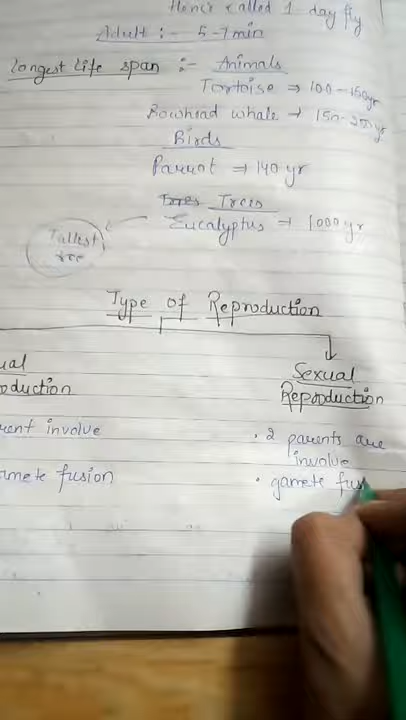 Hence called 1 day fly
Adult :- 5-7 min
Longest life span :- Animals
Tortoise → 100-150yr
Bowhead whale → 150-200yr
Birds
Parrot → 140 yr
Trees
Eucalyptus → 1000 yr
Tallest
tree
Type of Reproduction
ual
oduction
Sexual
Reproduction
rent involve
• 2 parents are
involve
amete fusion
• gamete fus